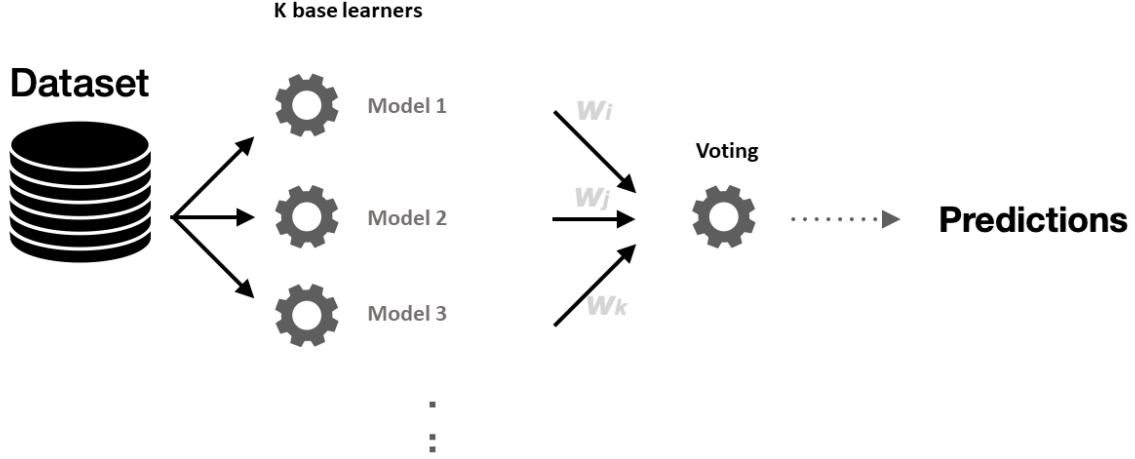 K base learners
Dataset
Model 1
Wi
Voting
Model 2
Wj
Predictions
Model 3
Wk